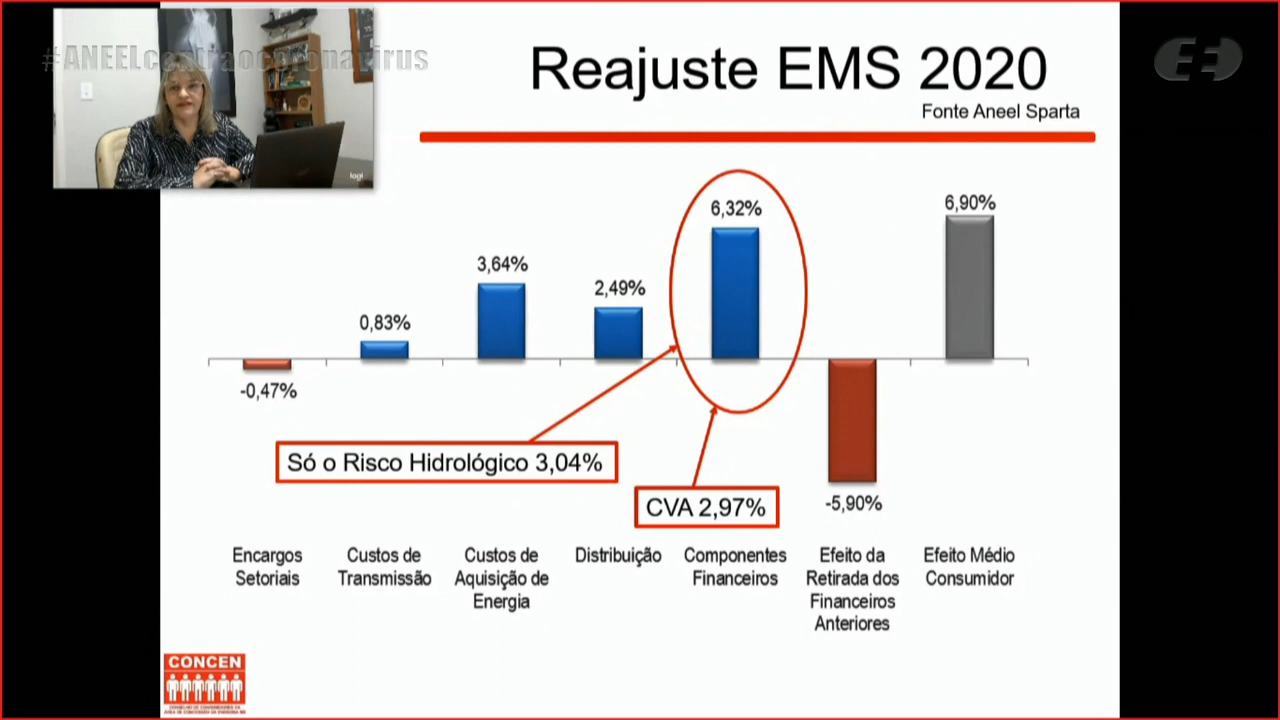 #ANEELcontraocoronavirus
Reajuste EMS 2020
Fonte Aneel Sparta
logi
6,32%
6,90%
3,64%
2,49%
0,83%
-0,47%
Só o Risco Hidrológico 3,04%
CVA 2,97%
-5,90%
Encargos
Setoriais
Custos de
Transmissão
Custos de
Aquisição de
Energia
Distribuição
Componentes
Financeiros
Efeito da
Retirada dos
Financeiros
Anteriores
Efeito Médio
Consumidor
CONCEN